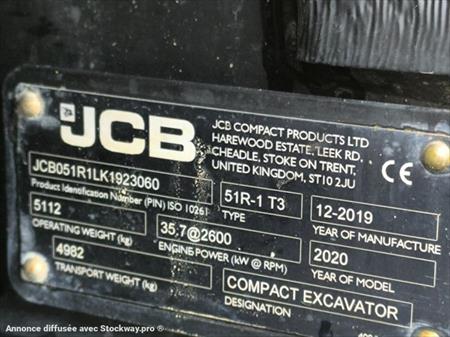 JCB
JCB COMPACT PRODUCTS LTD
HAREWOOD ESTATE, LEEK RD,
CHEADLE, STOKE ON TRENT,
UNITED KINGDOM, ST10 2JU
CE
JCB051R1LK1923060
Product Identification Number (PIN) ISO 10261
51R-1 T3
TYPE
12-2019
YEAR OF MANUFACTURE
5112
OPERATING WEIGHT (kg)
35.7@2600
ENGINE POWER (kW @ RPM)
2020
YEAR OF MODEL
4982
TRANSPORT WEIGHT (kg)
COMPACT EXCAVATOR
DESIGNATION
Annonce diffusée avec Stockway.pro ®